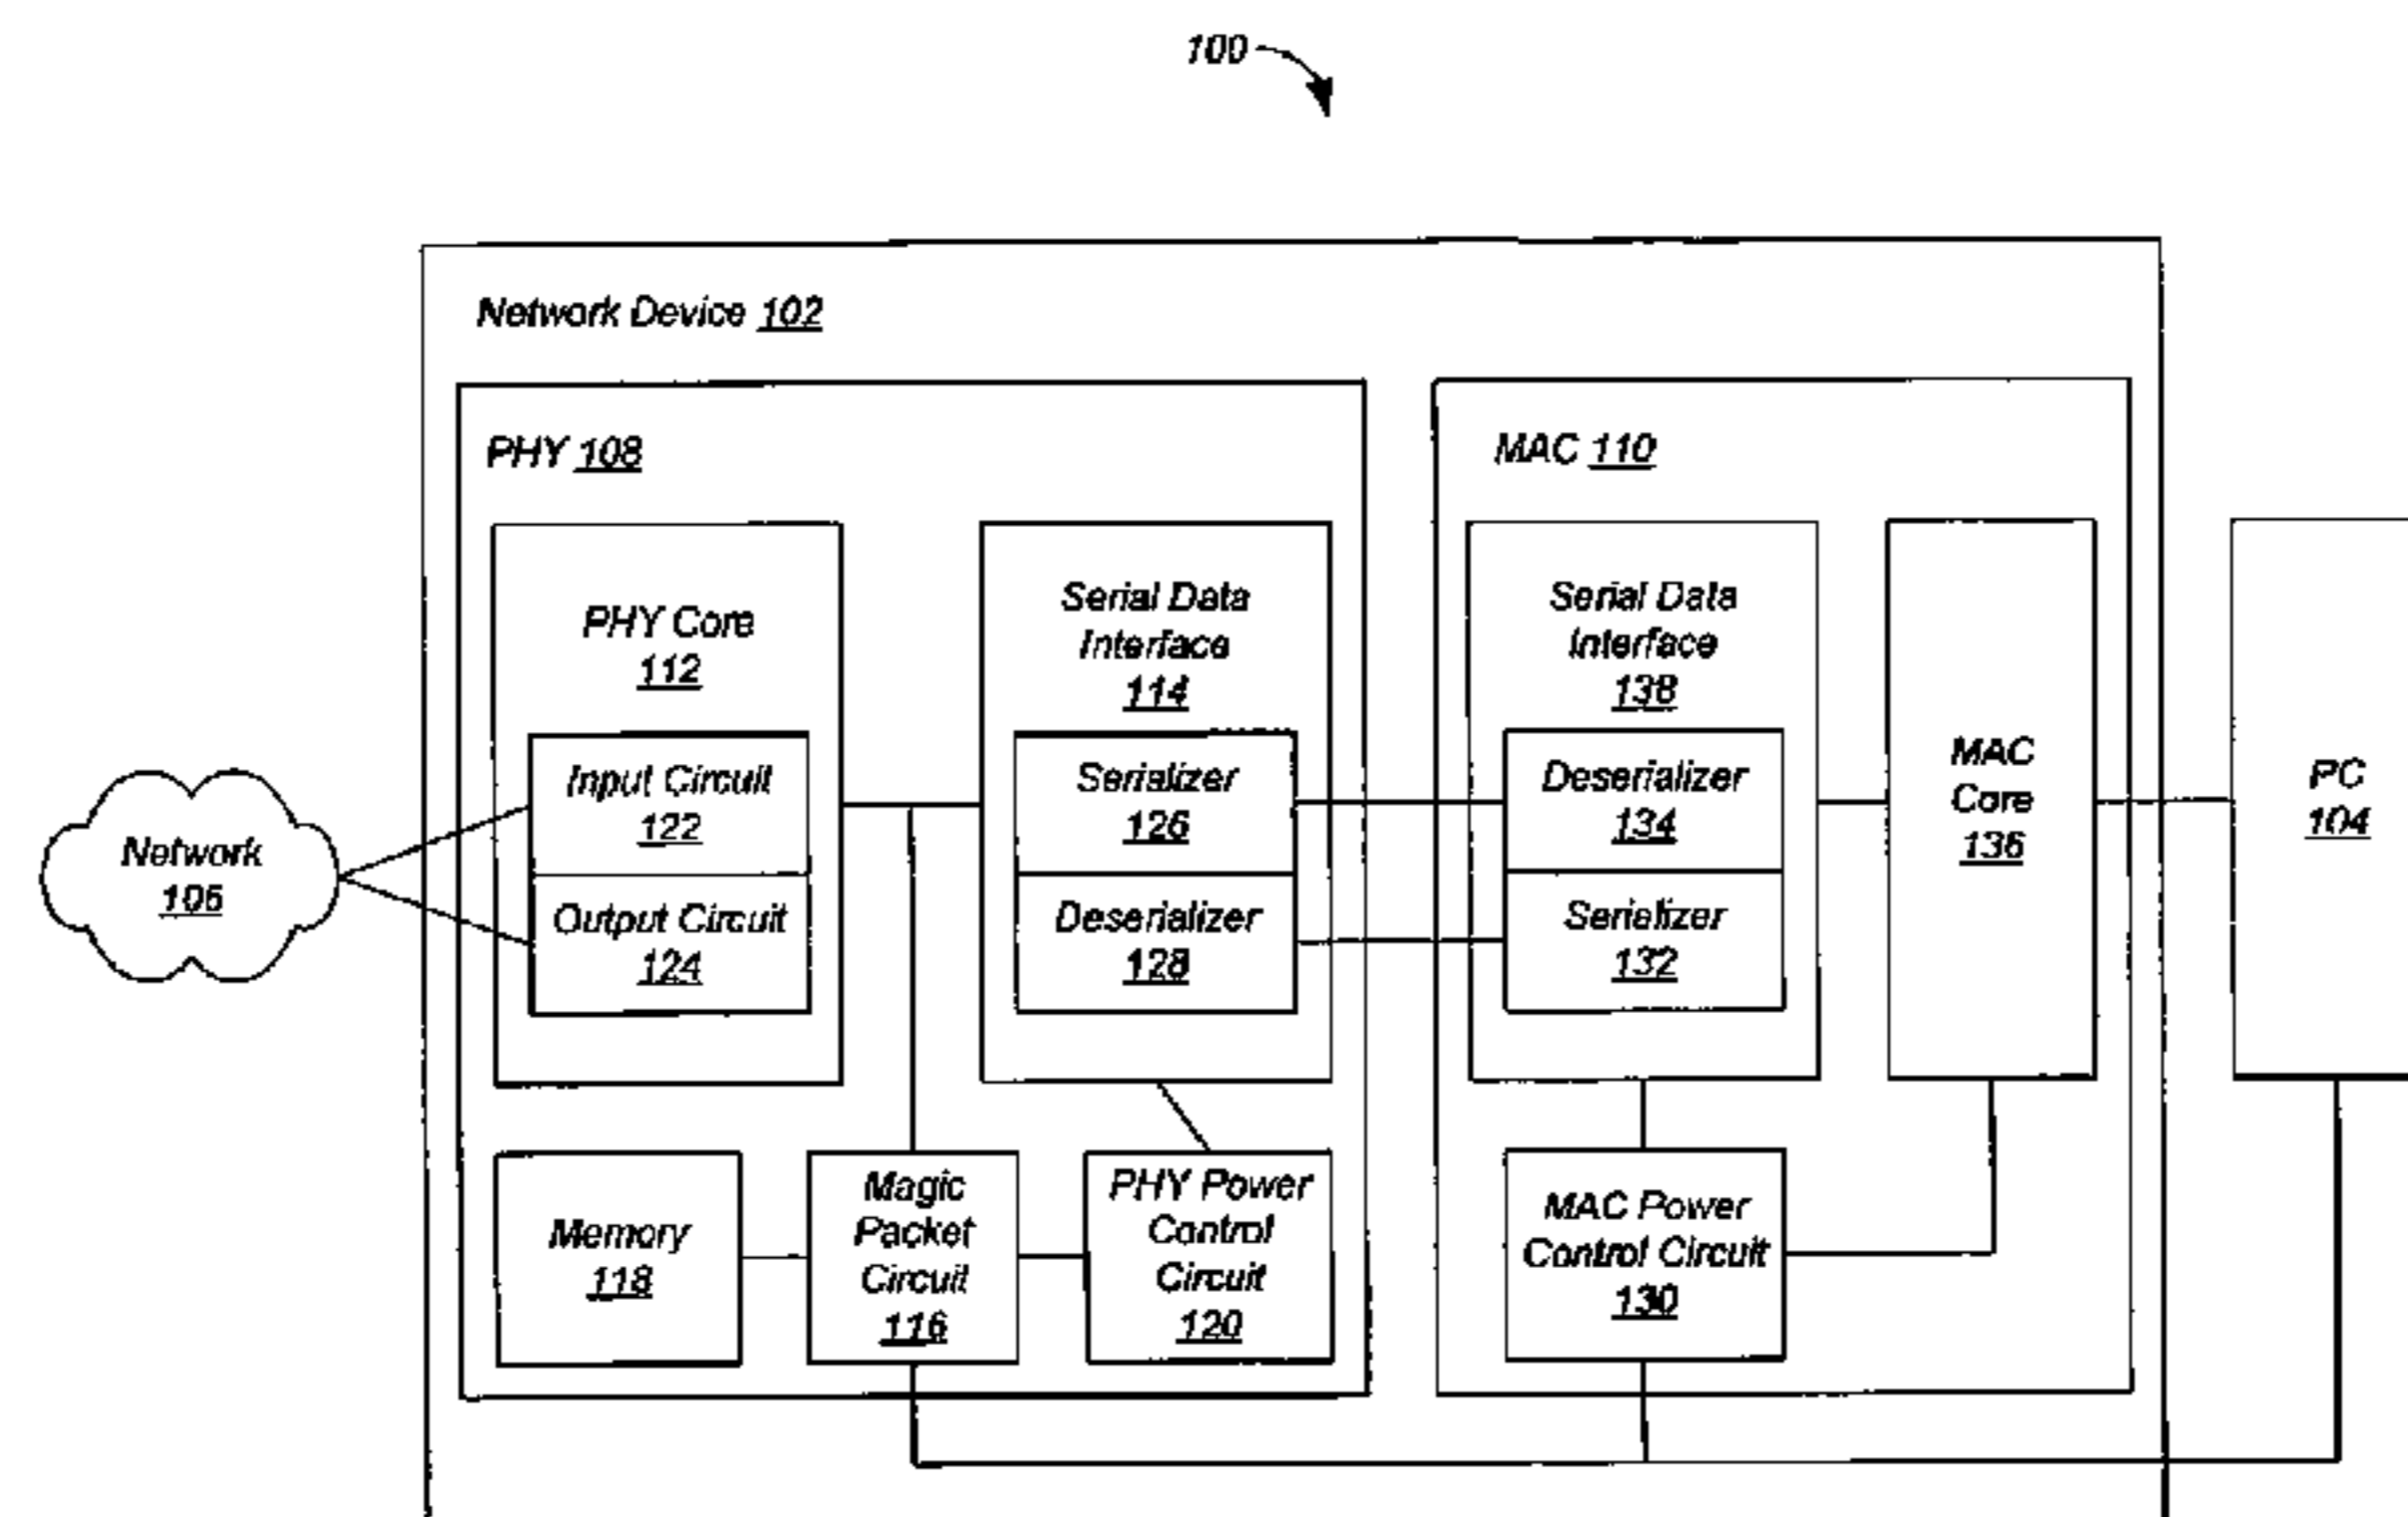 100
Network Device 102
PHY 108
MAC 110
PHY Core
112
Serial Data
Interface
114
Serial Data
Interface
138
Input Circuit
122
Output Circuit
124
Serializer
126
Deserializer
128
Deserializer
134
Serializer
132
MAC
Core
136
PC
104
Network
106
Memory
118
Magic
Packet
Circuit
116
PHY Power
Control
Circuit
120
MAC Power
Control Circuit
130